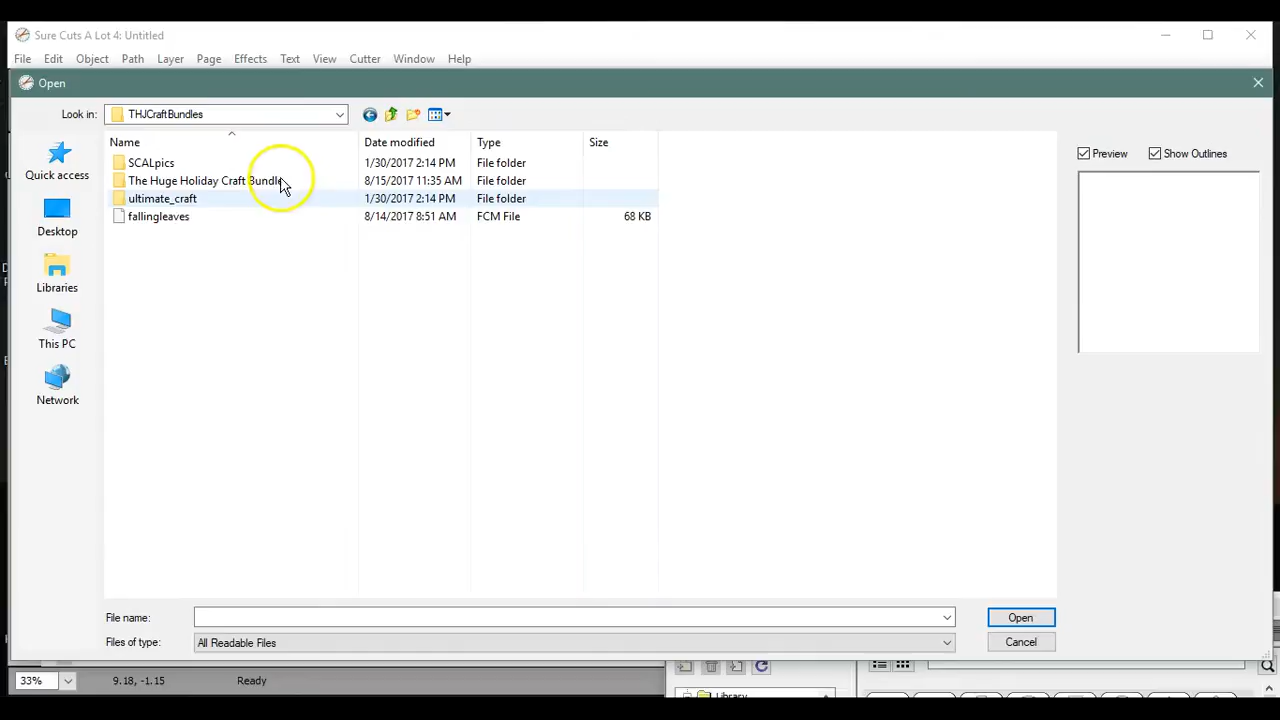 Sure Cuts A Lot 4: Untitled
File Edit Object Path Layer Page Effects Text View Cutter Window Help
Open
Look in: THJCraftBundles
Name Date modified Type Size
Preview Show Outlines
SCALpics 1/30/2017 2:14 PM File folder
The Huge Holiday Craft Bundle 8/15/2017 11:35 AM File folder
ultimate_craft 1/30/2017 2:14 PM File folder
fallingleaves 8/14/2017 8:51 AM FCM File 68 KB
Quick access
Desktop
Libraries
This PC
Network
File name: Open
Files of type: All Readable Files Cancel
33% 9.18, -1.15 Ready
Library